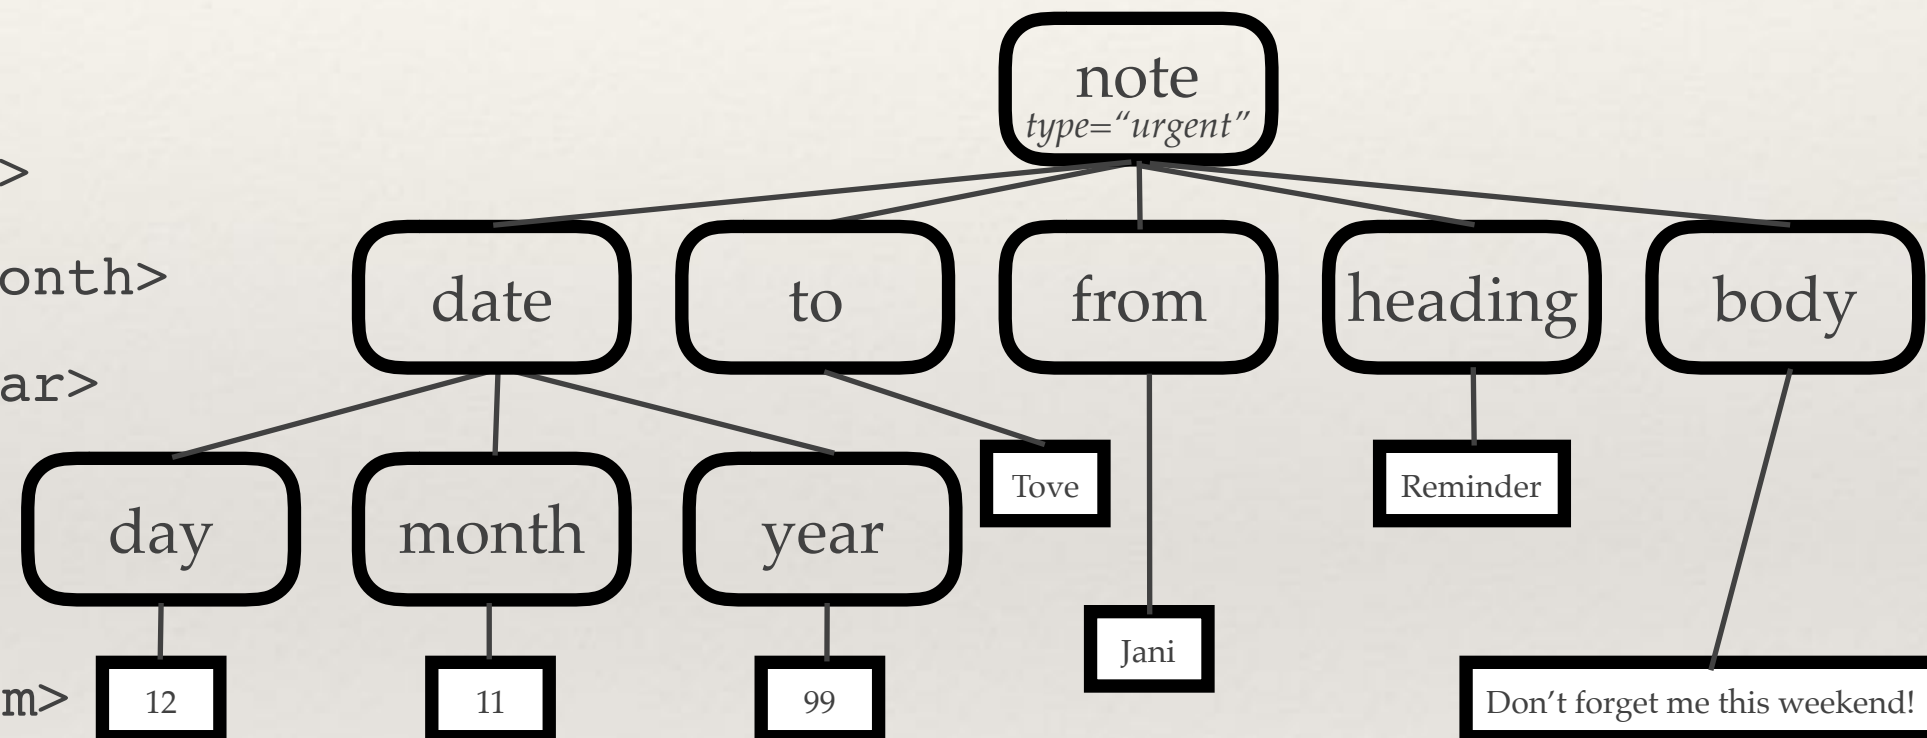 note
type=“urgent”
>
date
to
from
heading
body
onth>
ar>
Tove
Reminder
day
month
year
Jani
m>
12
11
99
Don’t forget me this weekend!